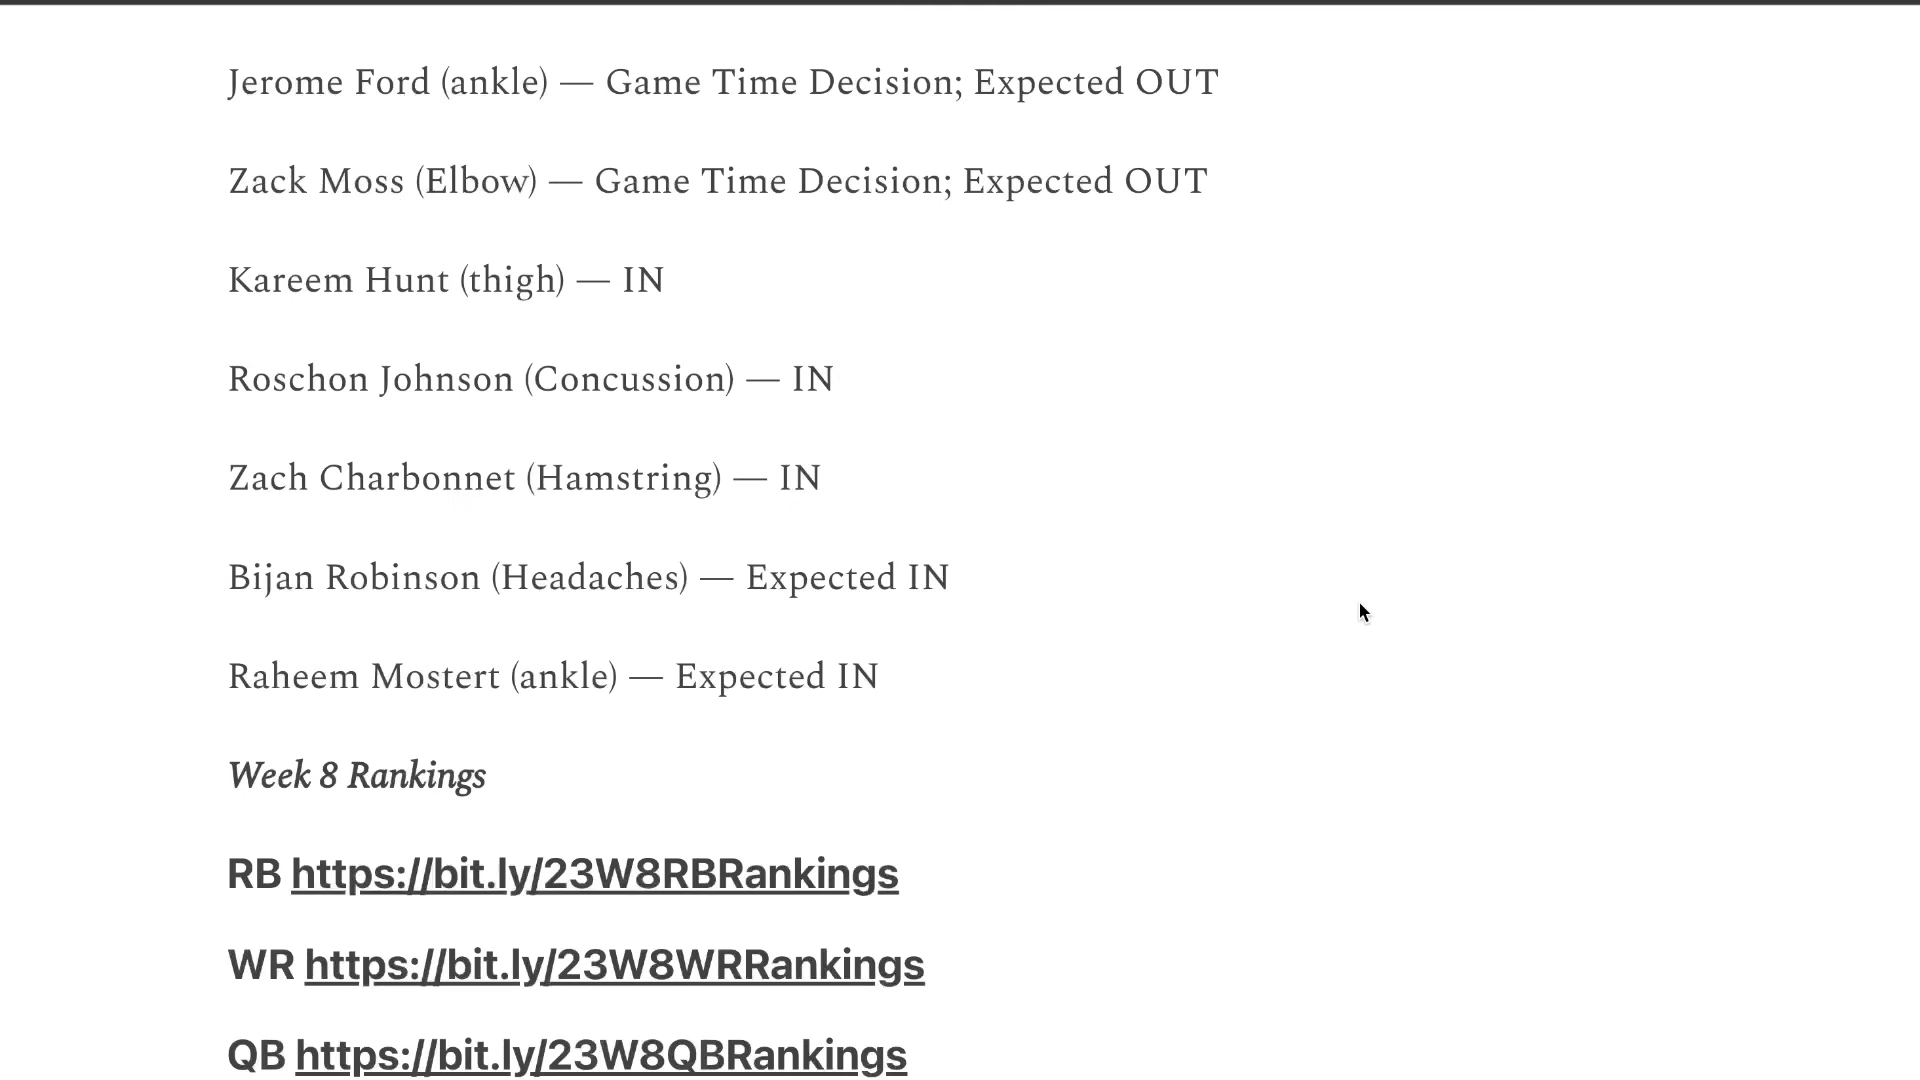 Jerome Ford (ankle) — Game Time Decision; Expected OUT
Zack Moss (Elbow) — Game Time Decision; Expected OUT
Kareem Hunt (thigh) — IN
Roschon Johnson (Concussion) — IN
Zach Charbonnet (Hamstring) — IN
Bijan Robinson (Headaches) — Expected IN
Raheem Mostert (ankle) — Expected IN
Week 8 Rankings
RB https://bit.ly/23W8RBRankings
WR https://bit.ly/23W8WRRankings
QB https://bit.ly/23W8QBRankings